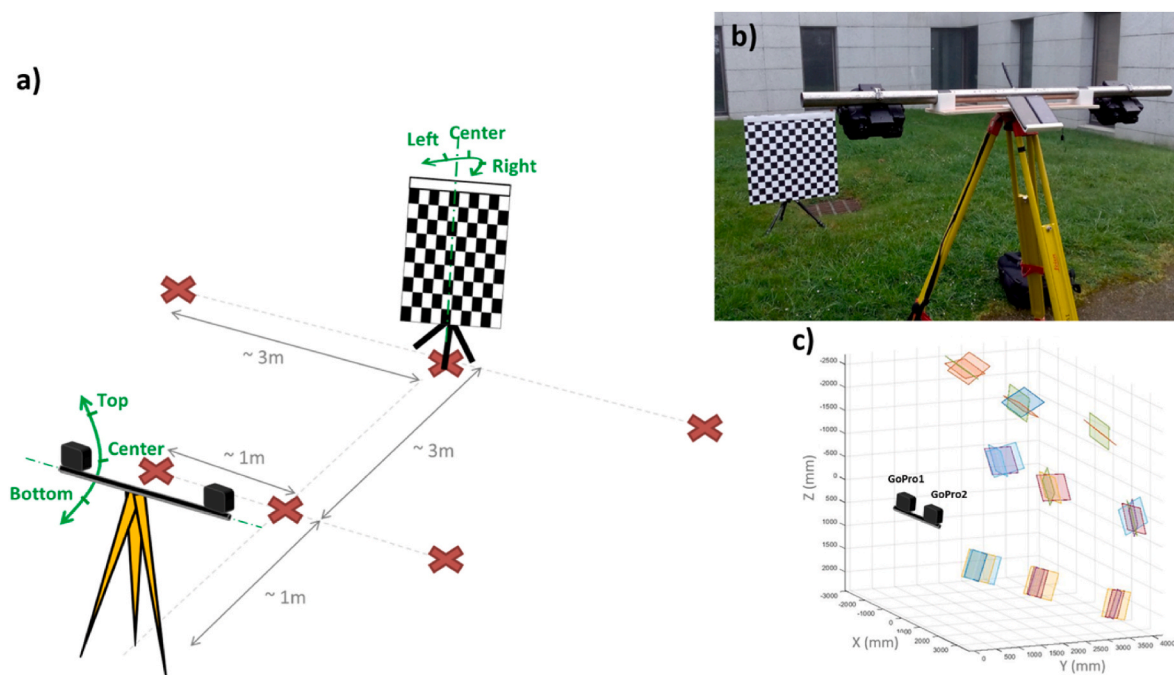 a)
Left
Center
Right
~ 3m
~ 3m
Top
Center
Bottom
~ 1m
~ 1m
b)
c)
-2500
-2000
-1500
-1000
-500
0
500
1000
1500
2000
Z (mm)
GoPro1
GoPro2
-3000
-2000
-1000
0
1000
2000
3000
X (mm)
0
500
1000
1500
2000
2500
3000
3500
4000
Y (mm)